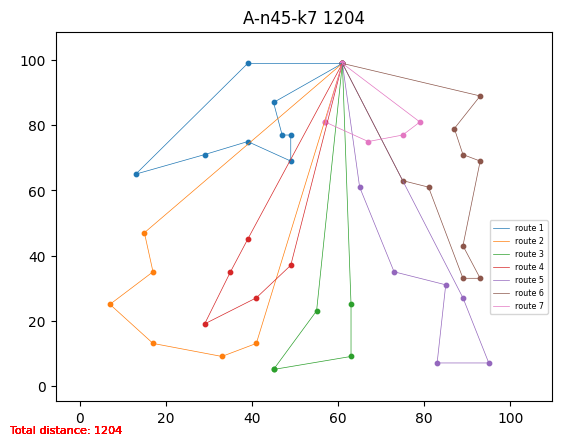 A-n45-k7 1204
100
80
60
40
20
0
0 20 40 60 80 100
route 1
route 2
route 3
route 4
route 5
route 6
route 7
Total distance: 1204